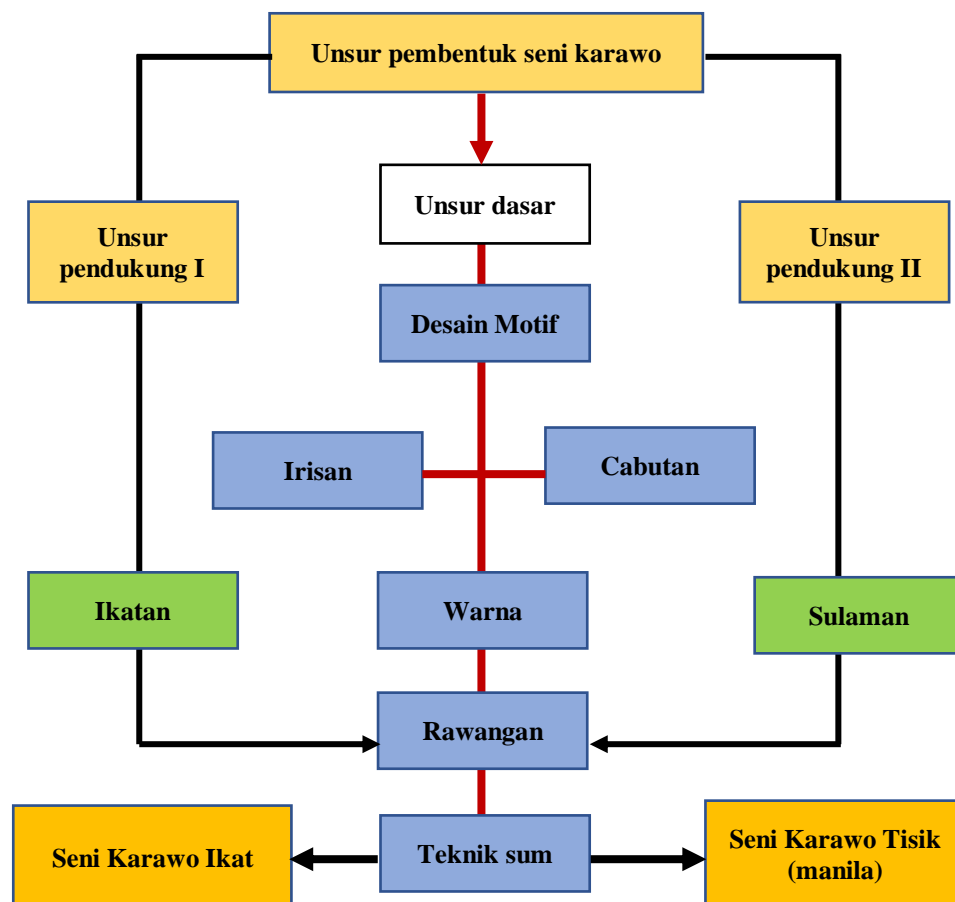 Unsur pembentuk seni karawo
Unsur dasar
Unsur
pendukung I
Unsur
pendukung II
Desain Motif
Irisan
Cabutan
Ikatan
Warna
Sulaman
Rawangan
Seni Karawo Ikat
Teknik sum
Seni Karawo Tisik
(manila)